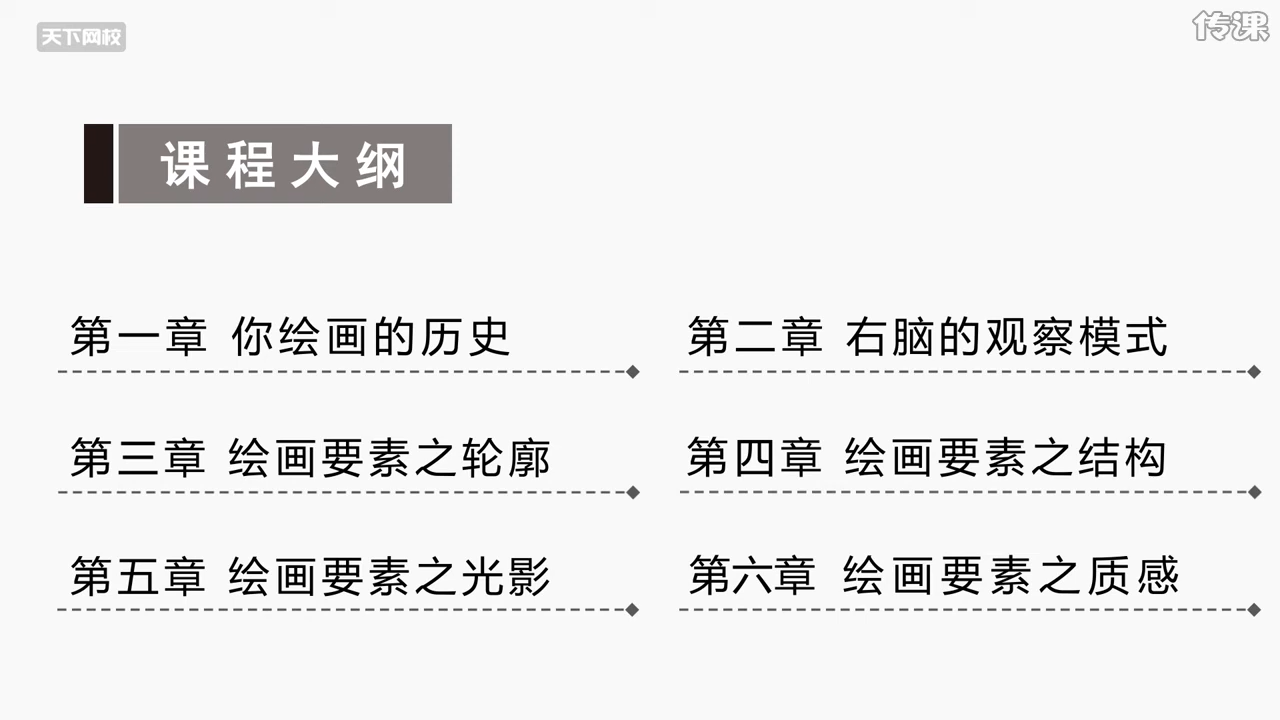 天下网校
传课
课程大纲
第一章 你绘画的历史
第二章 右脑的观察模式
第三章 绘画要素之轮廓
第四章 绘画要素之结构
第五章 绘画要素之光影
第六章 绘画要素之质感